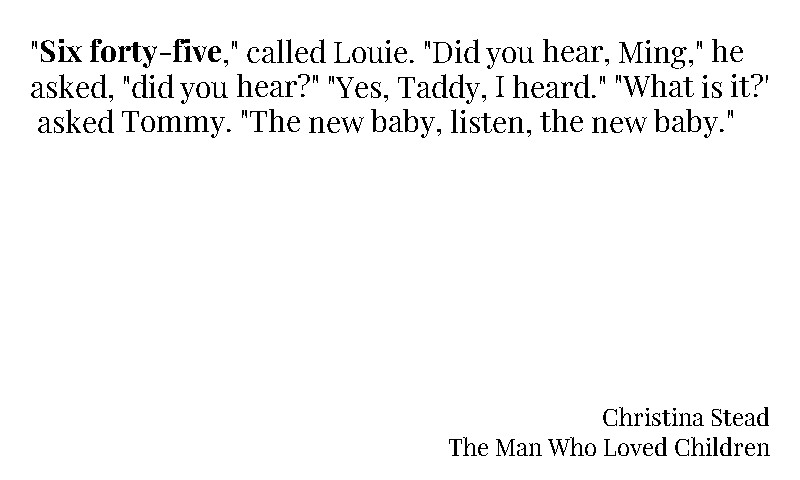 "Six forty-five," called Louie. "Did you hear, Ming," he
asked, "did you hear?" "Yes, Taddy, I heard." "What is it?'
asked Tommy. "The new baby, listen, the new baby."
Christina Stead
The Man Who Loved Children